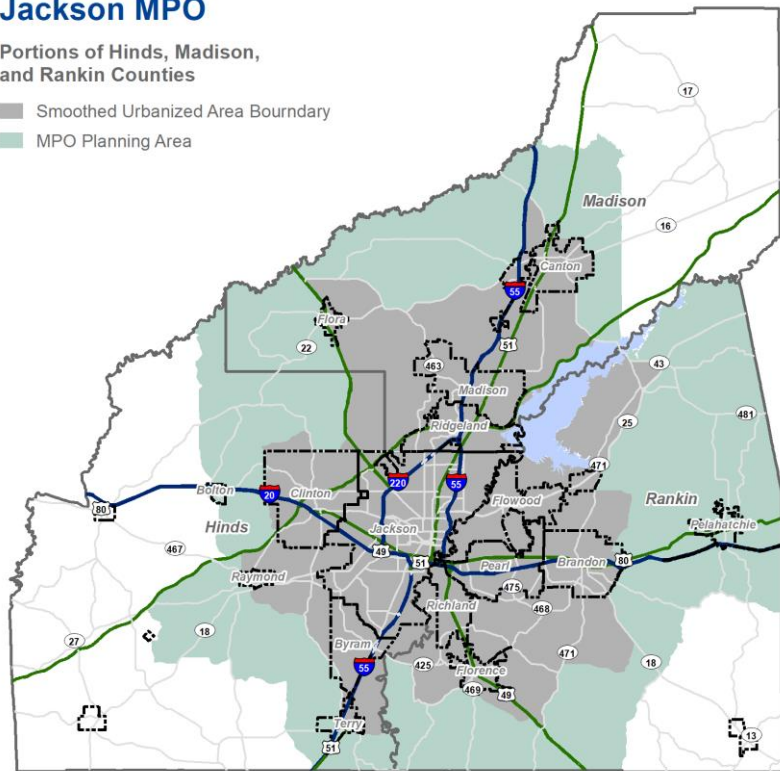 Jackson MPO
Portions of Hinds, Madison,
and Rankin Counties
Smoothed Urbanized Area Bourndary
MPO Planning Area
17
Madison
16
Canton
55
Flora
22
51
463
43
Madison
25
481
Ridgeland
471
220
55
20
Bolton
Clinton
Flowood
Rankin
80
Hinds
Jackson
Pelahatchie
467
49
51
Pearl
Brandon
80
Raymond
475
Richland
468
27
18
Byram
471
18
55
425
Florence
469
49
Terry
51
13